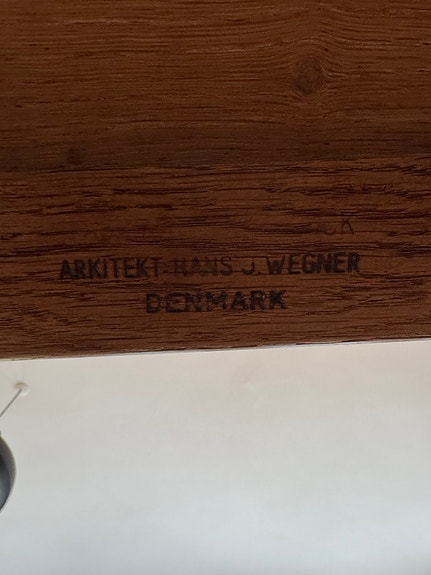 ARKITEKT: HANS J. WEGNER
DENMARK